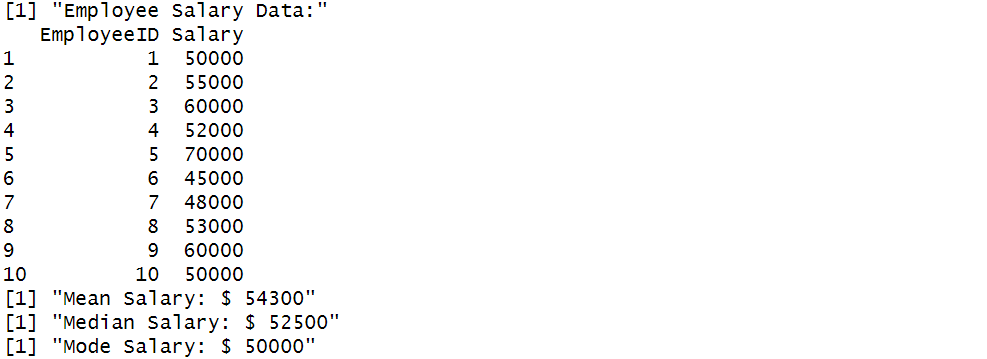 [1] "Employee Salary Data:"
   EmployeeID Salary
1           1  50000
2           2  55000
3           3  60000
4           4  52000
5           5  70000
6           6  45000
7           7  48000
8           8  53000
9           9  60000
10         10  50000
[1] "Mean Salary: $ 54300"
[1] "Median Salary: $ 52500"
[1] "Mode Salary: $ 50000"